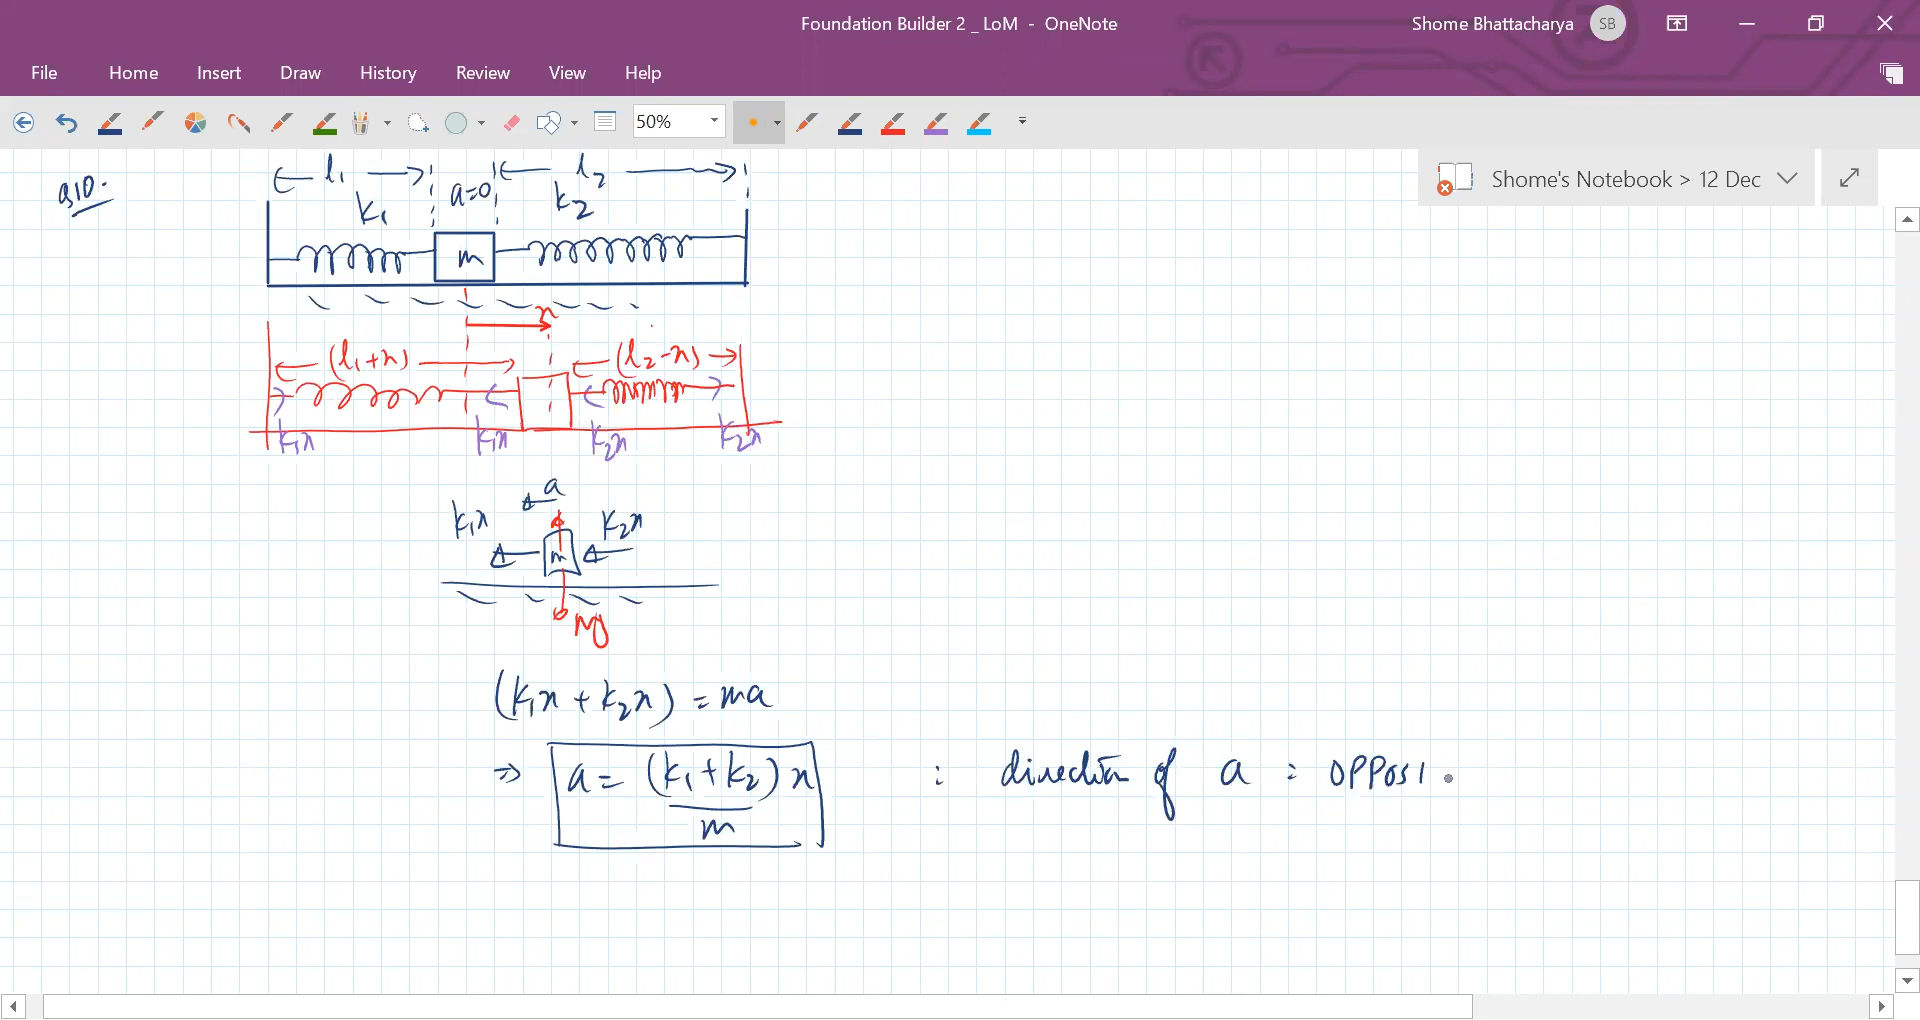 Foundation Builder 2 _ LoM - OneNote
Shome Bhattacharya SB
File Home Insert Draw History Review View Help
50%
Shome's Notebook > 12 Dec
Q10.
l₁ l₂
k₁ a=0 k₂
m
x
(l₁+x) (l₂-x)
k₁x k₁x k₂x k₂x
a
k₁x k₂x
m
Mg
(k₁x + k₂x) = ma
⇒ a = (k₁+k₂)x : direction of a : OPPOSI
m